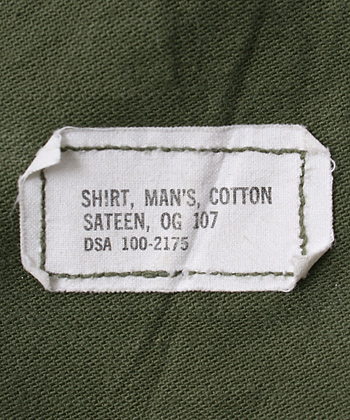 SHIRT, MAN'S, COTTON
SATEEN, OG 107
DSA 100-2175